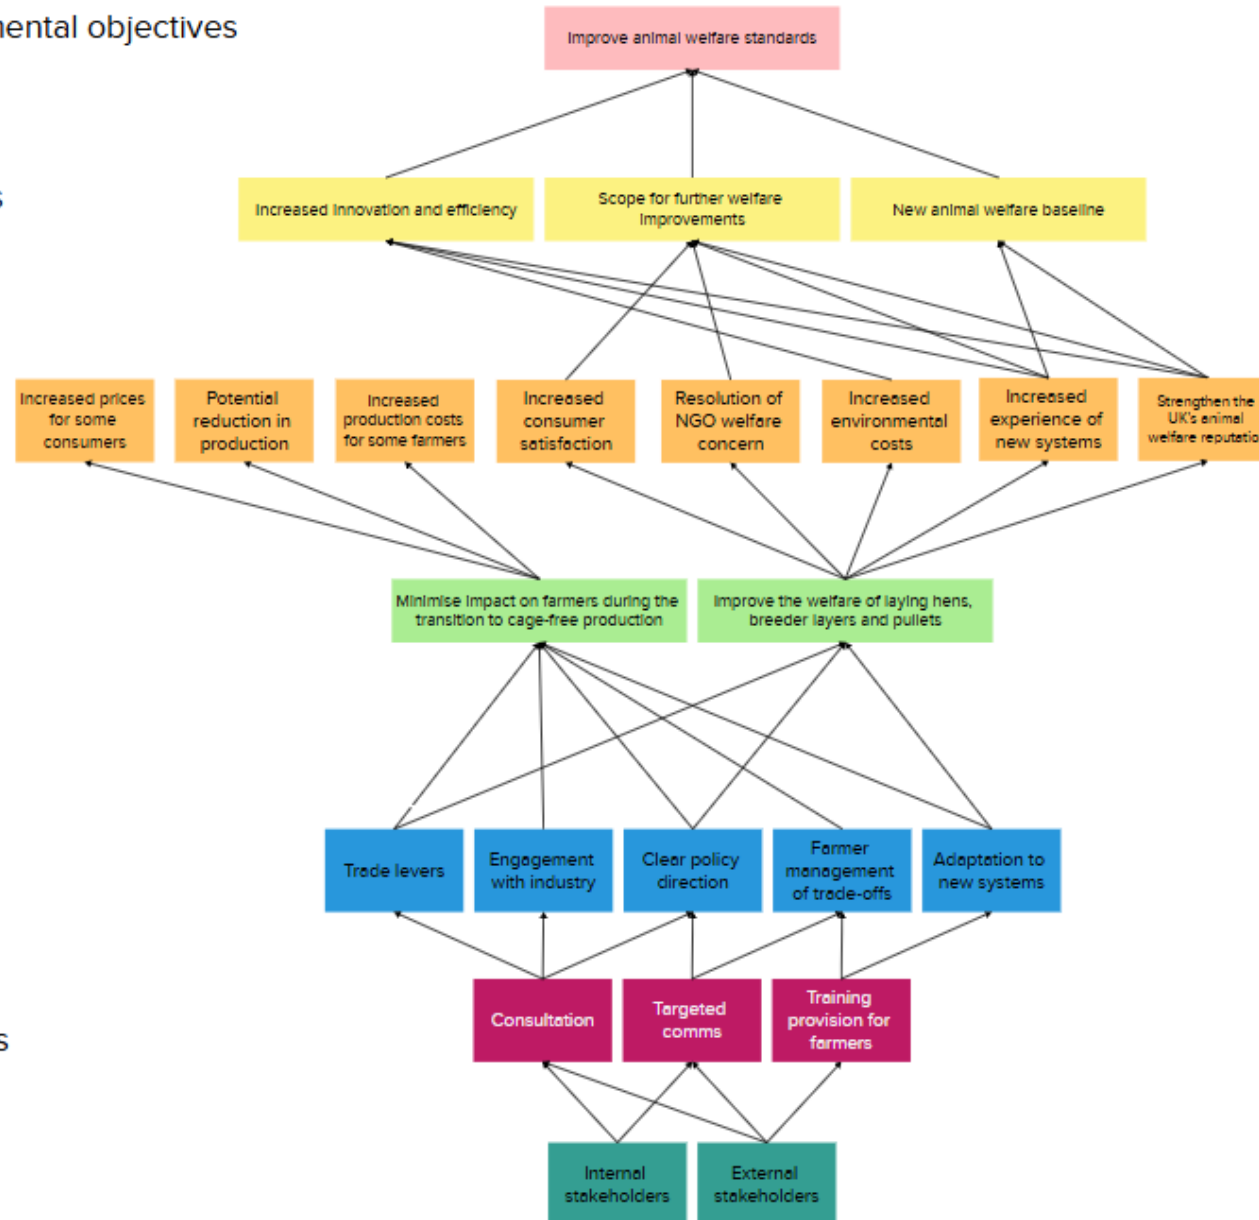 mental objectives
Improve animal welfare standards
s
Increased innovation and efficiency
Scope for further welfare
improvements
New animal welfare baseline
Increased prices
for some
consumers
Potential
reduction in
production
Increased
production costs
for some farmers
Increased
consumer
satisfaction
Resolution of
NGO welfare
concern
Increased
environmental
costs
Increased
experience of
new systems
Strengthen the
UK's animal
welfare reputatio
Minimise impact on farmers during the
transition to cage-free production
Improve the welfare of laying hens,
breeder layers and pullets
Trade levers
Engagement
with industry
Clear policy
direction
Farmer
management
of trade-offs
Adaptation to
new systems
Consultation
Targeted
comms
Training
provision for
farmers
s
Internal
stakeholders
External
stakeholders